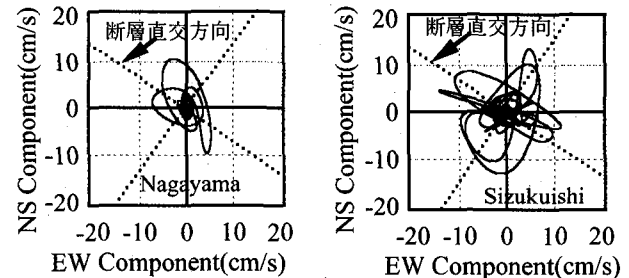 NS Component(cm/s)
20
10
0
-10
-20
断層直交方向
Nagayama
-20 -10 0 10 20
EW Component(cm/s)
NS Component(cm/s)
20
10
0
-10
-20
断層直交方向
Sizukuishi
-20 -10 0 10 20
EW Component(cm/s)